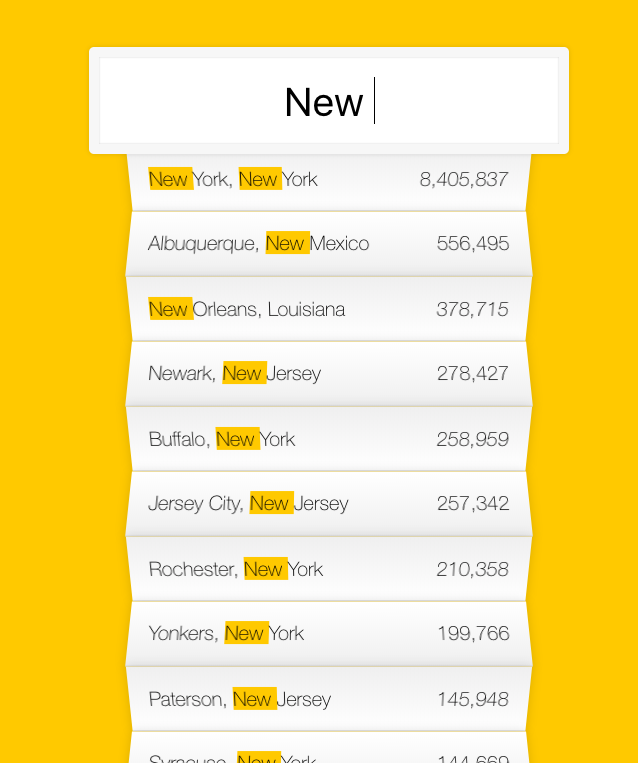 New
New York, New York 8,405,837
Albuquerque, New Mexico 556,495
New Orleans, Louisiana 378,715
Newark, New Jersey 278,427
Buffalo, New York 258,959
Jersey City, New Jersey 257,342
Rochester, New York 210,358
Yonkers, New York 199,766
Paterson, New Jersey 145,948
Syracuse, New York 144,669